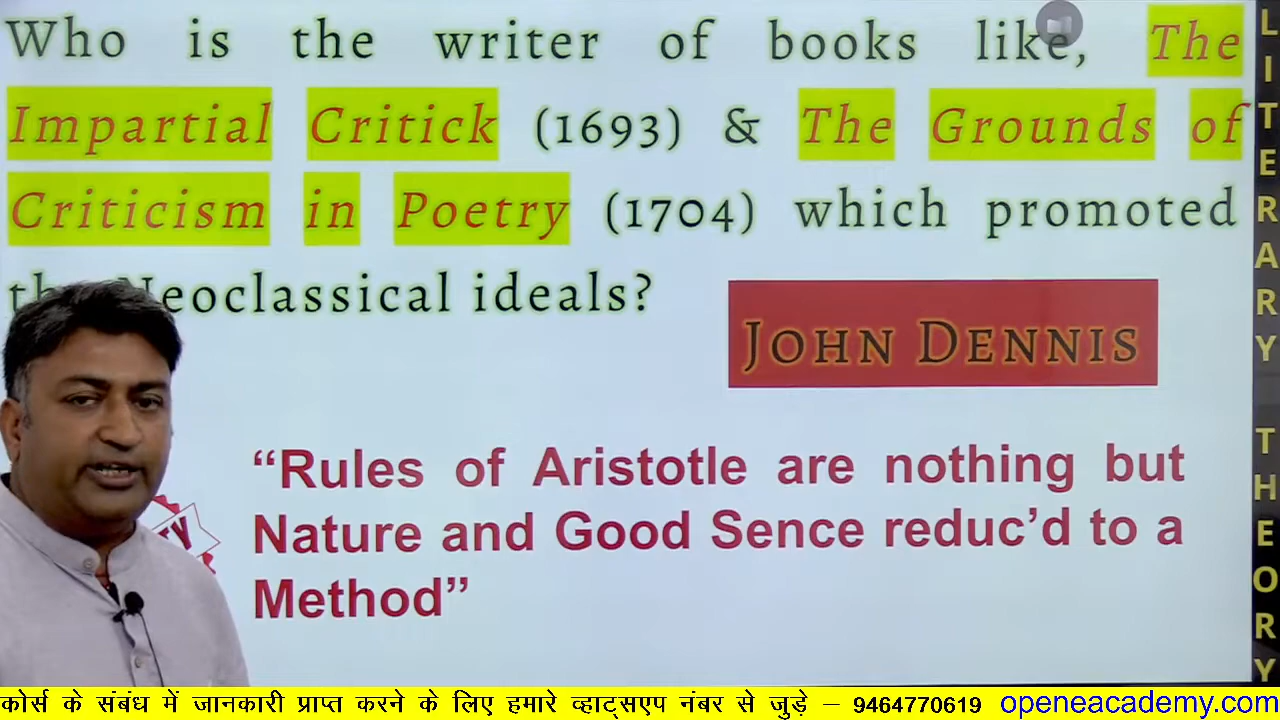 Who is the writer of books like, The
Impartial Critick (1693) & The Grounds of
Criticism in Poetry (1704) which promoted
Neoclassical ideals?
JOHN DENNIS
“Rules of Aristotle are nothing but
Nature and Good Sence reduc’d to a
Method”
LITERARY THEORY
कोर्स के संबंध में जानकारी प्राप्त करने के लिए हमारे व्हाट्सएप नंबर से जुड़े – 9464770619 openeacademy.com